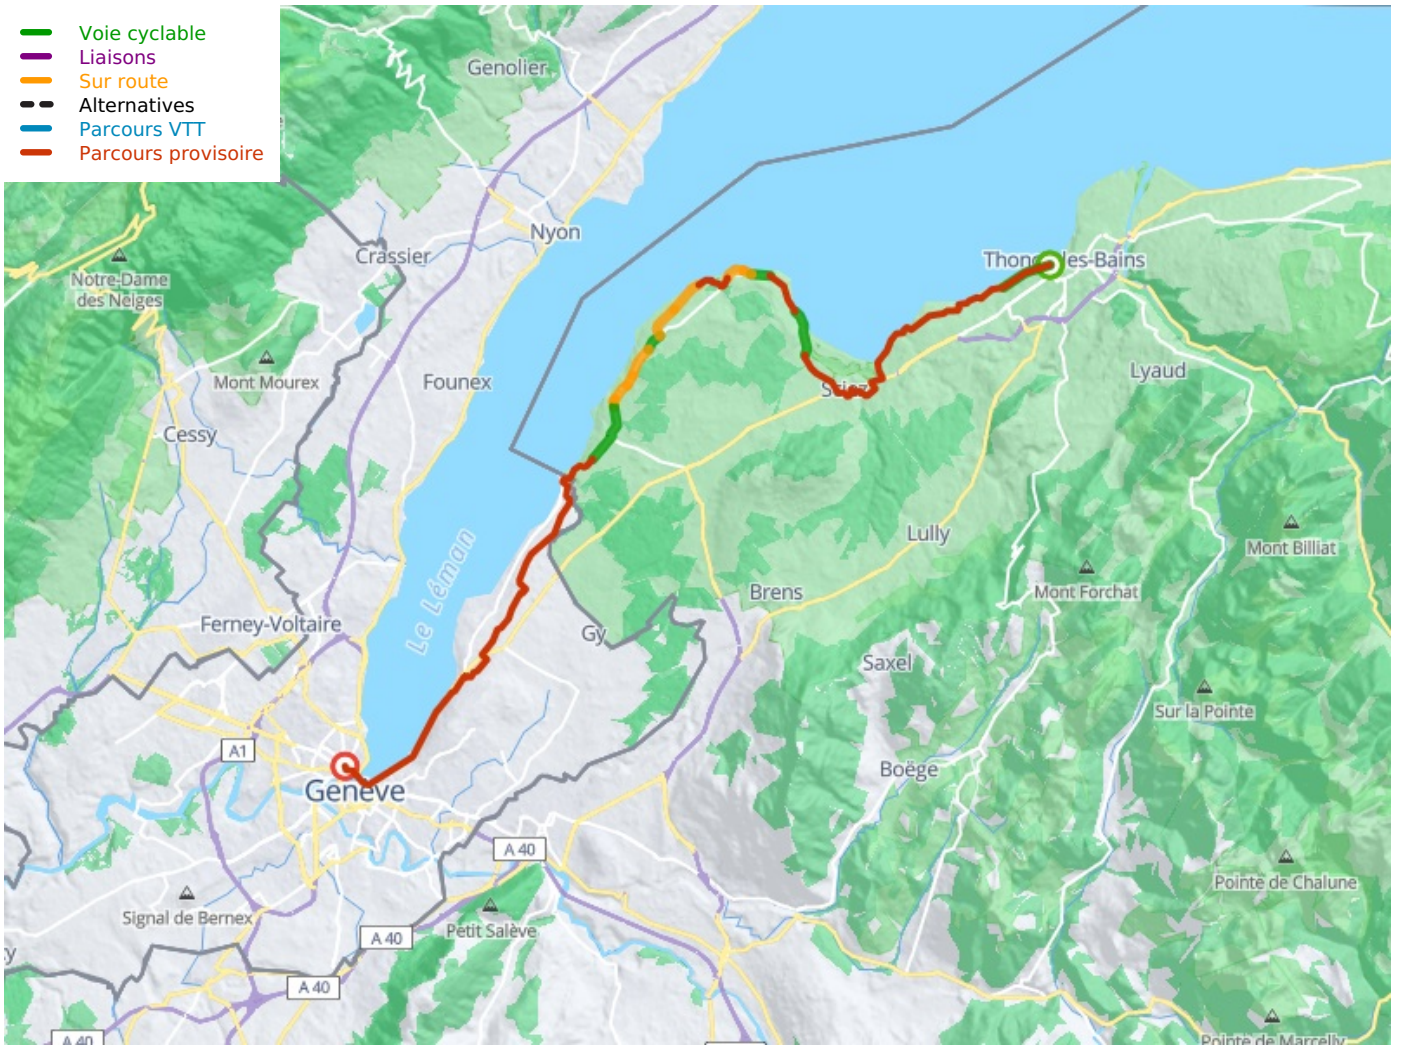 Voie cyclable
Liaisons
Sur route
Alternatives
Parcours VTT
Parcours provisoire
Genolier
Nyon
Crassier
Notre-Dame
des Neiges
Thonon-les-Bains
Mont Mourex
Founex
Lyaud
Sciez
Cessy
Lully
Mont Billiat
Le Léman
Brens
Mont Forchat
Ferney-Voltaire
Gy
Saxel
Sur la Pointe
A1
Boëge
Genève
A 40
Pointe de Chalune
Signal de Bernex
Petit Salève
A 40
A 40
Pointe de Marcelly
A 40